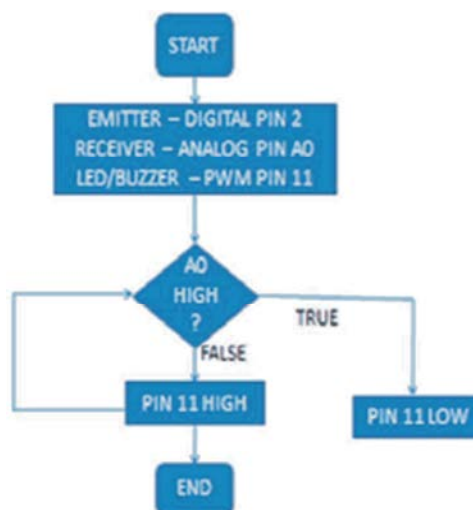 START
EMITTER – DIGITAL PIN 2
RECEIVER – ANALOG PIN A0
LED/BUZZER – PWM PIN 11
A0
HIGH
?
TRUE
FALSE
PIN 11 HIGH
PIN 11 LOW
END